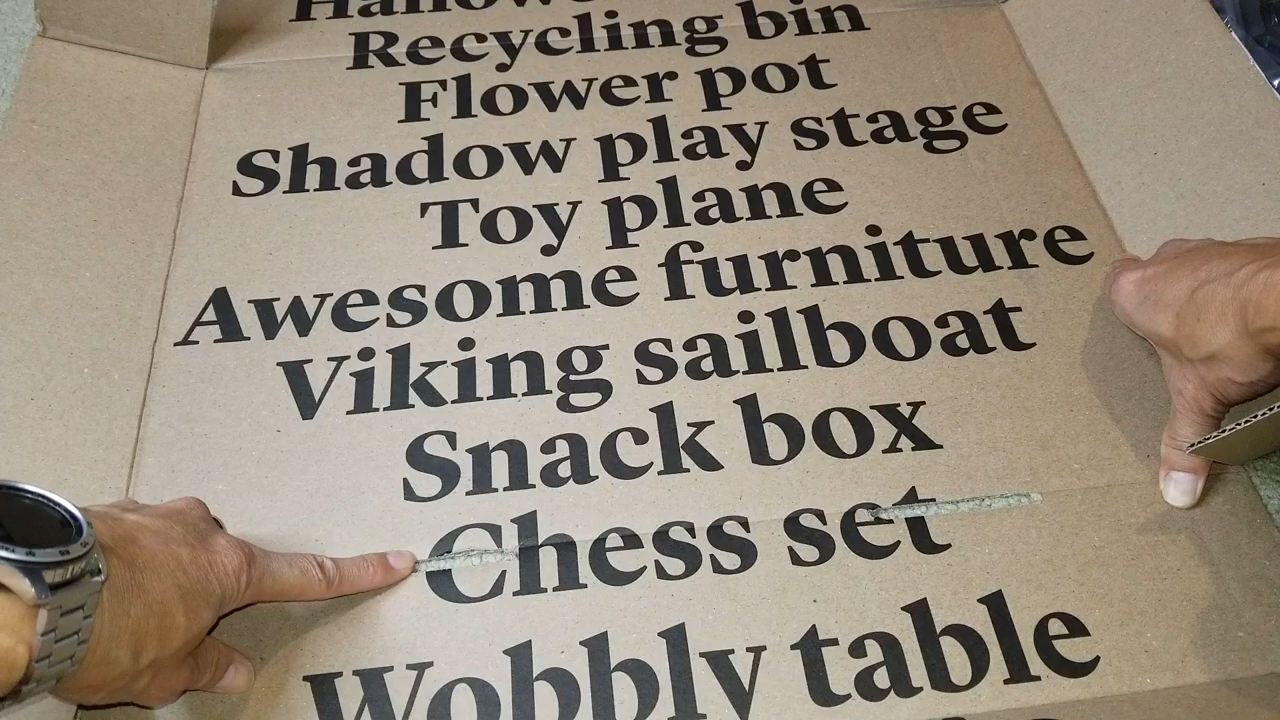 Recycling bin
Flower pot
Shadow play stage
Toy plane
Awesome furniture
Viking sailboat
Snack box
Chess set
Wobbly table